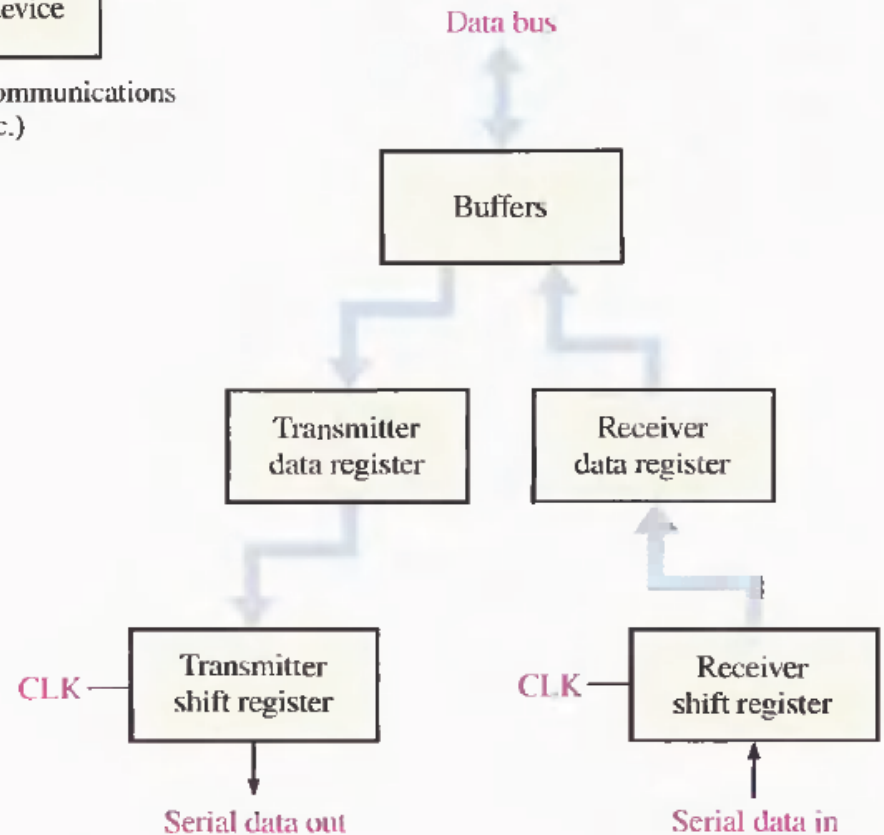 evice
ommunications
c.)
Data bus
Buffers
Transmitter
data register
Receiver
data register
CLK
Transmitter
shift register
CLK
Receiver
shift register
Serial data out
Serial data in